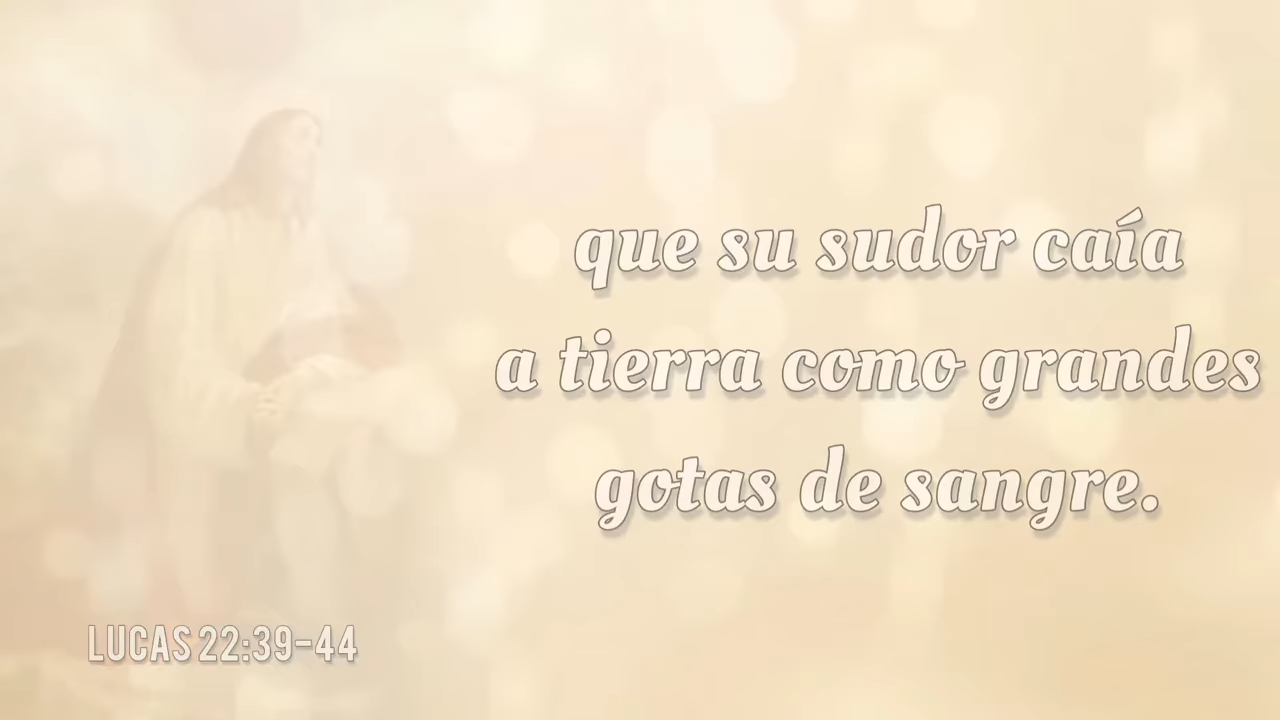 que su sudor caía
a tierra como grandes
gotas de sangre.
LUCAS 22:39-44